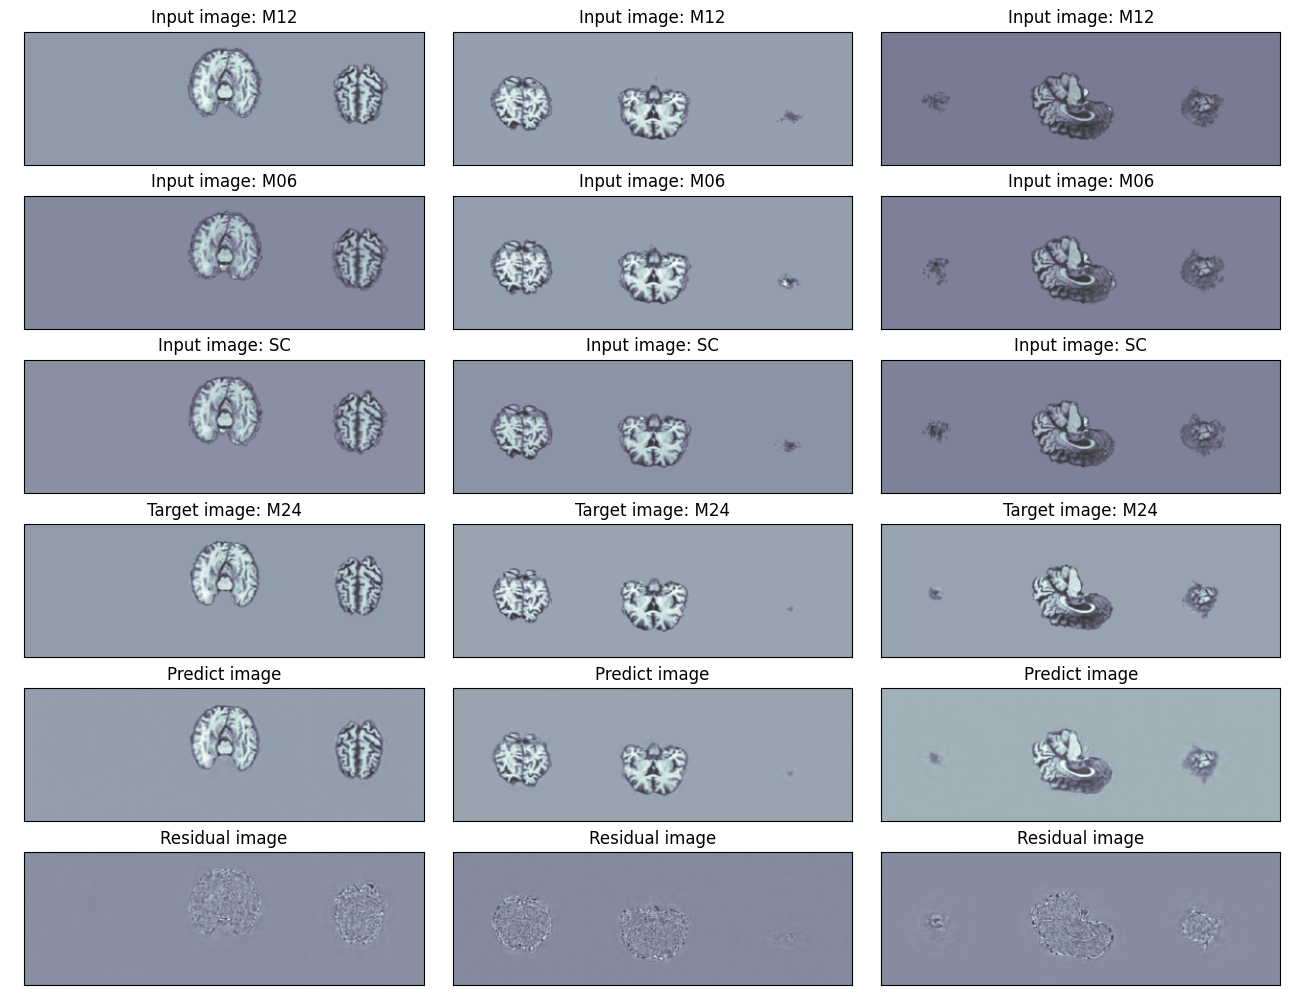 Input image: M12 Input image: M12 Input image: M12
Input image: M06 Input image: M06 Input image: M06
Input image: SC Input image: SC Input image: SC
Target image: M24 Target image: M24 Target image: M24
Predict image Predict image Predict image
Residual image Residual image Residual image